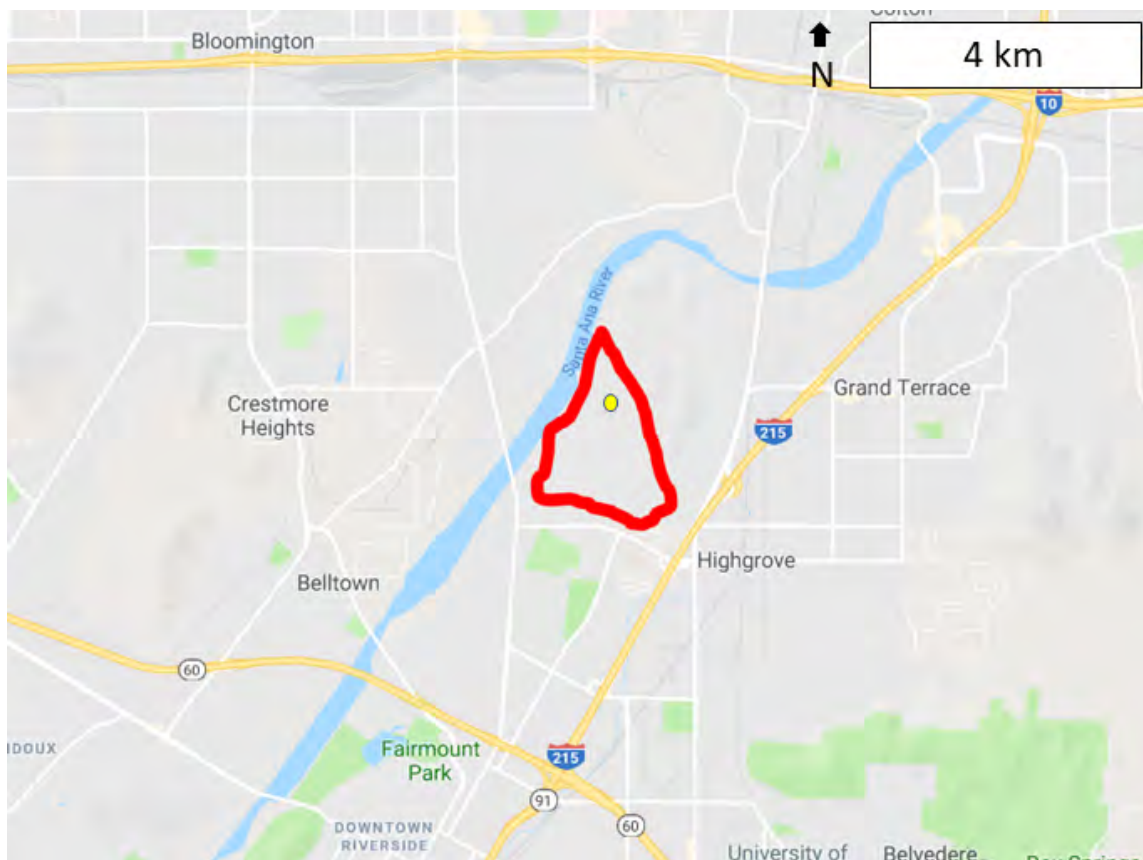 Colton
Bloomington
4 km
N
10
Santa Ana River
Grand Terrace
Crestmore
Heights
215
Highgrove
Belltown
60
Fairmount
Park
215
91
60
DOWNTOWN
RIVERSIDE
University of
Belvedere